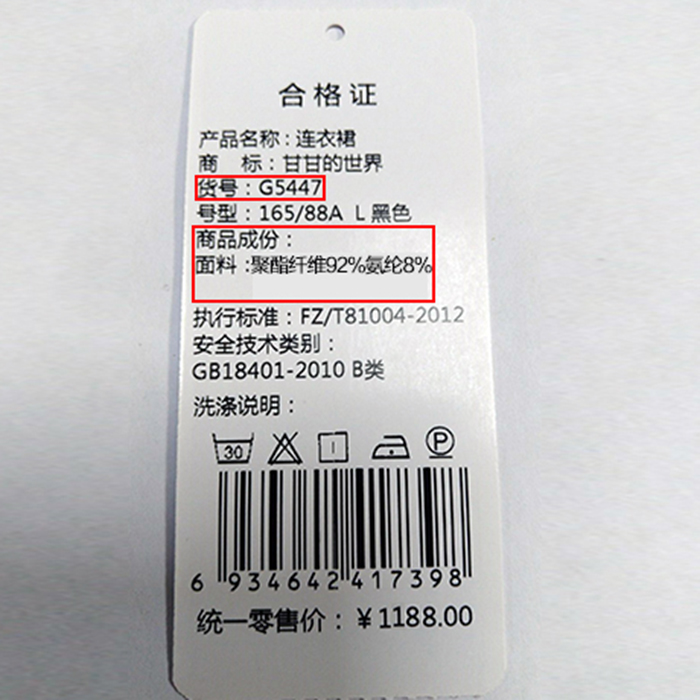 合格证
产品名称：连衣裙
商　标：甘甘的世界
货号：G5447
号型：165/88A L 黑色
商品成份：
面料：聚酯纤维92%氨纶8%
执行标准：FZ/T81004-2012
安全技术类别：
GB18401-2010 B类
洗涤说明：
30 P
6 934642 417398
统一零售价：￥1188.00